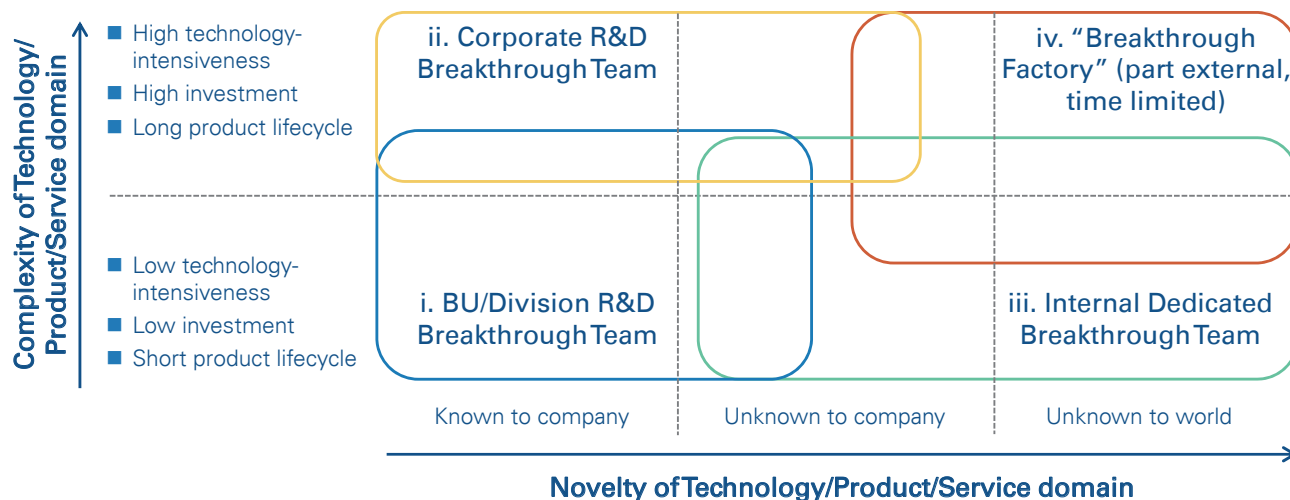 Complexity of Technology/
Product/Service domain
■ High technology-
intensiveness
■ High investment
■ Long product lifecycle
■ Low technology-
intensiveness
■ Low investment
■ Short product lifecycle
ii. Corporate R&D
Breakthrough Team
iv. “Breakthrough
Factory” (part external,
time limited)
i. BU/Division R&D
Breakthrough Team
iii. Internal Dedicated
Breakthrough Team
Known to company
Unknown to company
Unknown to world
Novelty of Technology/Product/Service domain